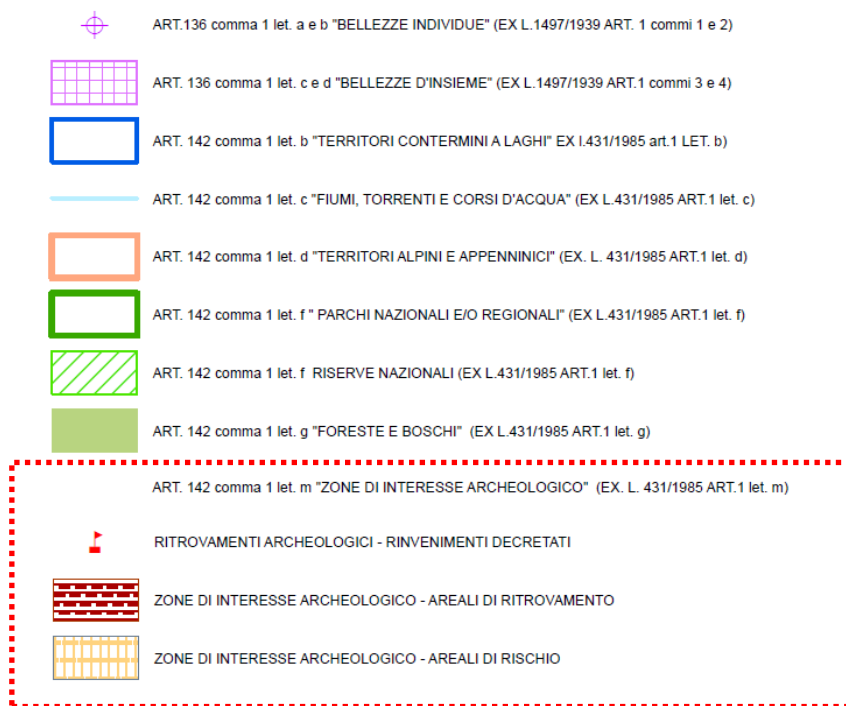 ART.136 comma 1 let. a e b "BELLEZZE INDIVIDUE" (EX L.1497/1939 ART. 1 commi 1 e 2)
ART. 136 comma 1 let. c e d "BELLEZZE D'INSIEME" (EX L.1497/1939 ART.1 commi 3 e 4)
ART. 142 comma 1 let. b "TERRITORI CONTERMINI A LAGHI" EX l.431/1985 art.1 LET. b)
ART. 142 comma 1 let. c "FIUMI, TORRENTI E CORSI D'ACQUA" (EX L.431/1985 ART.1 let. c)
ART. 142 comma 1 let. d "TERRITORI ALPINI E APPENNINICI" (EX. L. 431/1985 ART.1 let. d)
ART. 142 comma 1 let. f " PARCHI NAZIONALI E/O REGIONALI" (EX L.431/1985 ART.1 let. f)
ART. 142 comma 1 let. f RISERVE NAZIONALI (EX L.431/1985 ART.1 let. f)
ART. 142 comma 1 let. g "FORESTE E BOSCHI" (EX L.431/1985 ART.1 let. g)
ART. 142 comma 1 let. m "ZONE DI INTERESSE ARCHEOLOGICO" (EX. L. 431/1985 ART.1 let. m)
RITROVAMENTI ARCHEOLOGICI - RINVENIMENTI DECRETATI
ZONE DI INTERESSE ARCHEOLOGICO - AREALI DI RITROVAMENTO
ZONE DI INTERESSE ARCHEOLOGICO - AREALI DI RISCHIO